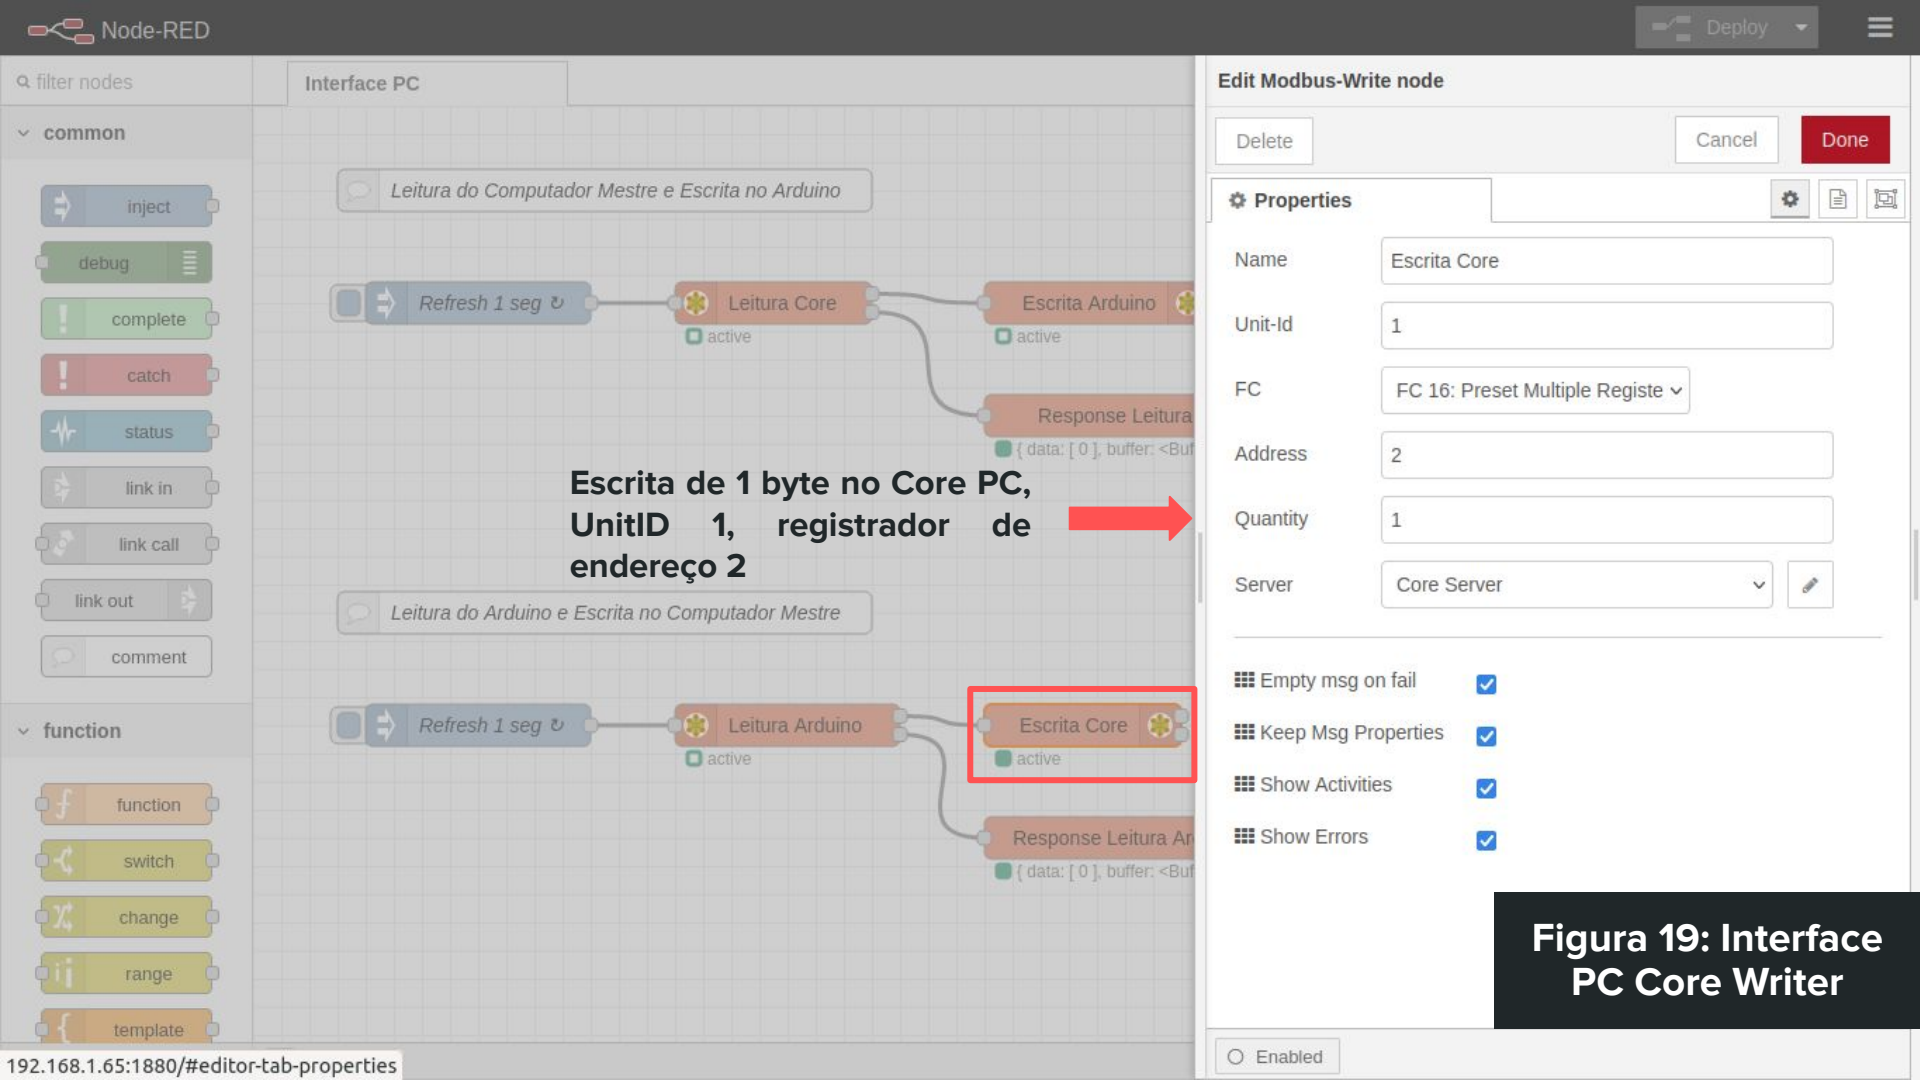 Node-RED
Deploy
filter nodes
Interface PC
common
inject
debug
complete
catch
status
link in
link call
link out
comment
function
function
switch
change
range
template
192.168.1.65:1880/#editor-tab-properties
Leitura do Computador Mestre e Escrita no Arduino
Refresh 1 seg ↻
Leitura Core
active
Escrita Arduino
active
Response Leitura
{ data: [ 0 ], buffer: <Buf
Escrita de 1 byte no Core PC,
UnitID 1, registrador de
endereço 2
Leitura do Arduino e Escrita no Computador Mestre
Refresh 1 seg ↻
Leitura Arduino
active
Escrita Core
active
Response Leitura Ar
{ data: [ 0 ], buffer: <Buf
Edit Modbus-Write node
Delete
Cancel
Done
Properties
Name
Escrita Core
Unit-Id
1
FC
FC 16: Preset Multiple Registe
Address
2
Quantity
1
Server
Core Server
Empty msg on fail
Keep Msg Properties
Show Activities
Show Errors
Figura 19: Interface
PC Core Writer
Enabled